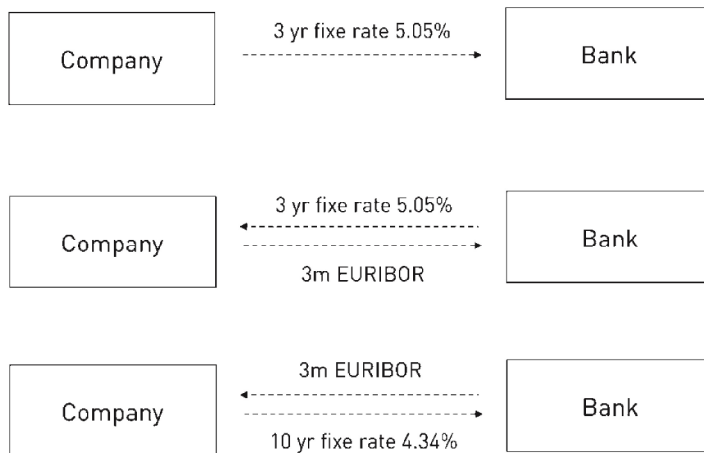 3 yr fixe rate 5.05%
Company
Bank
3 yr fixe rate 5.05%
Company
Bank
3m EURIBOR
3m EURIBOR
Company
Bank
10 yr fixe rate 4.34%